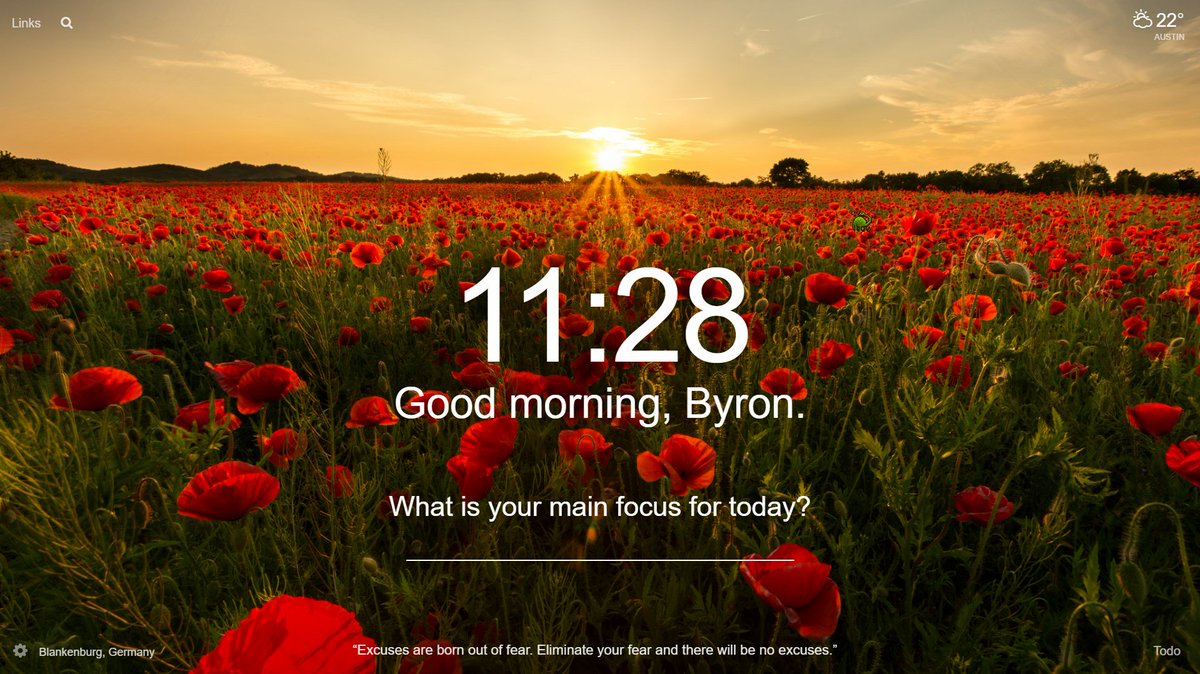 Links
22°
AUSTIN
11:28
Good morning, Byron.
What is your main focus for today?
Blankenburg, Germany
“Excuses are born out of fear. Eliminate your fear and there will be no excuses.”
Todo